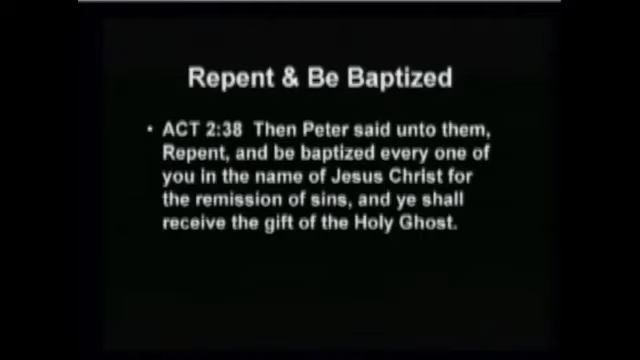 Repent & Be Baptized
• ACT 2:38 Then Peter said unto them,
Repent, and be baptized every one of
you in the name of Jesus Christ for
the remission of sins, and ye shall
receive the gift of the Holy Ghost.